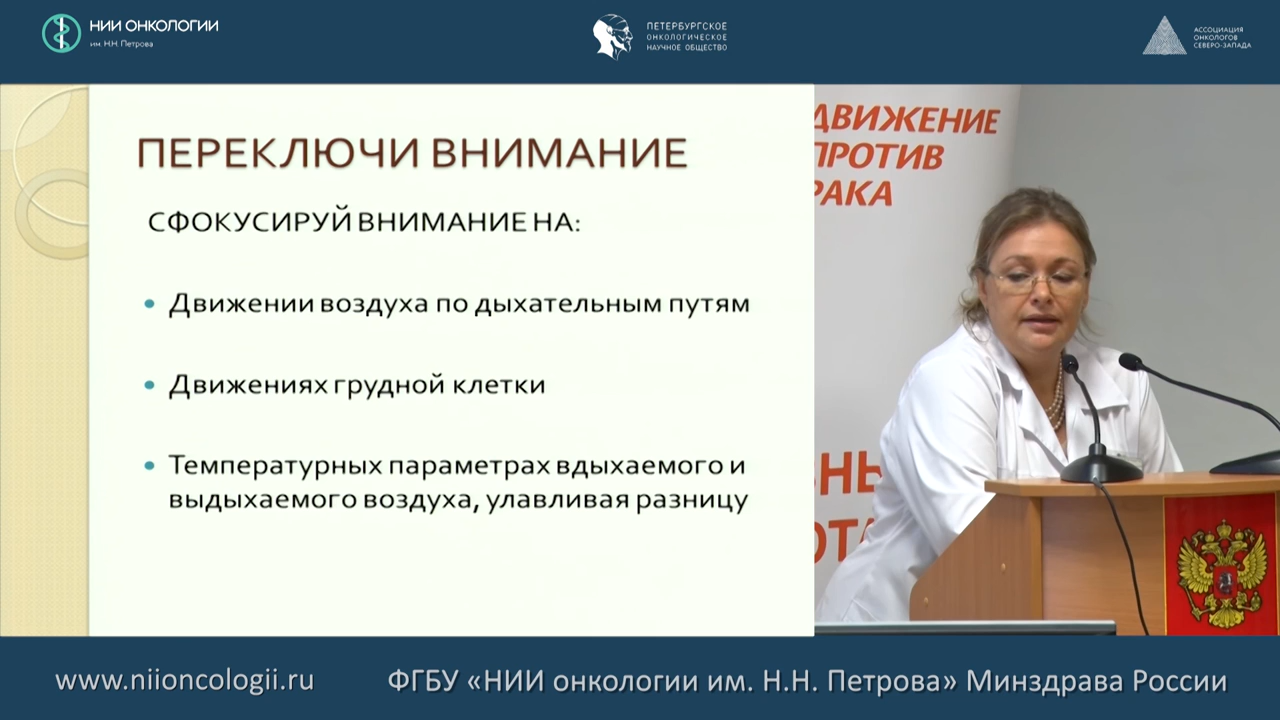 НИИ ОНКОЛОГИИ
им. Н.Н. Петрова
ПЕТЕРБУРГСКОЕ
ОНКОЛОГИЧЕСКОЕ
НАУЧНОЕ ОБЩЕСТВО
АССОЦИАЦИЯ
ОНКОЛОГОВ
СЕВЕРО-ЗАПАДА
ПЕРЕКЛЮЧИ ВНИМАНИЕ
СФОКУСИРУЙ ВНИМАНИЕ НА:
• Движении воздуха по дыхательным путям
• Движениях грудной клетки
• Температурных параметрах вдыхаемого и
выдыхаемого воздуха, улавливая разницу
ДВИЖЕНИЕ
ПРОТИВ
РАКА
www.niioncologii.ru
ФГБУ «НИИ онкологии им. Н.Н. Петрова» Минздрава России